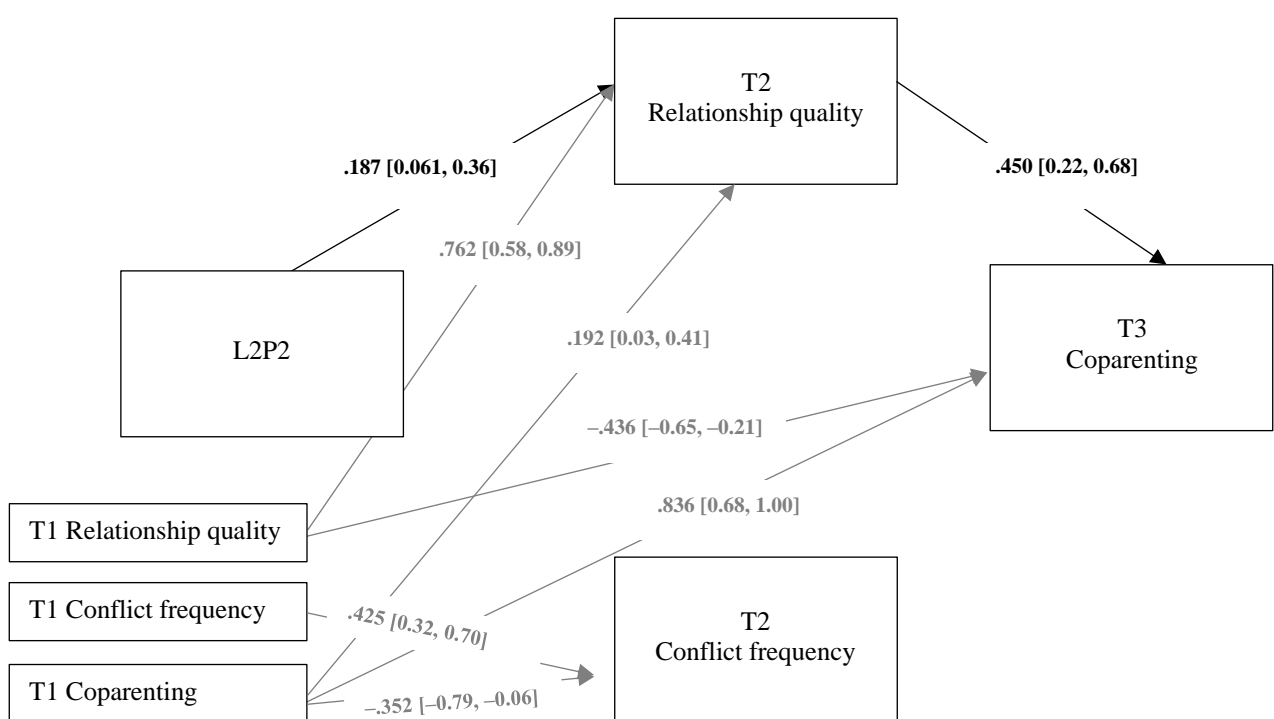 T2
Relationship quality
.187 [0.061, 0.36]
.450 [0.22, 0.68]
.762 [0.58, 0.89]
L2P2
.192 [0.03, 0.41]
T3
Coparenting
–.436 [–0.65, –0.21]
.836 [0.68, 1.00]
T1 Relationship quality
T1 Conflict frequency
.425 [0.32, 0.70]
T2
Conflict frequency
T1 Coparenting
–.352 [–0.79, –0.06]